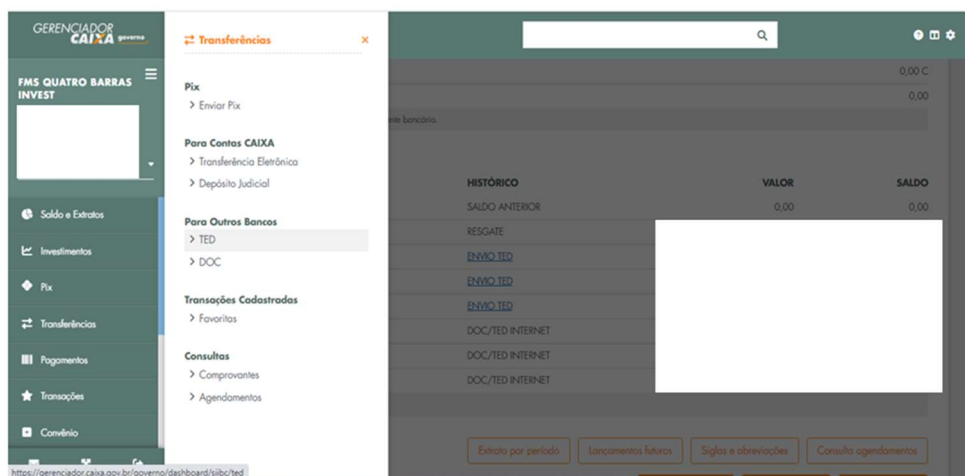 GERENCIADOR
CAIXA governo
FMS QUATRO BARRAS
INVEST
Saldo e Extratos
Investimentos
Pix
Transferências
Pagamentos
Transações
Convênio
https://gerenciador.caixa.gov.br/governo/dashboard/siibc/ted
Transferências
Pix
Enviar Pix
Para Contas CAIXA
Transferência Eletrônica
Depósito Judicial
Para Outros Bancos
TED
DOC
Transações Cadastradas
Favoritas
Consultas
Comprovantes
Agendamentos
0,00 C
0,00
bancário.
HISTÓRICO VALOR SALDO
SALDO ANTERIOR 0,00 0,00
RESGATE
ENVIO TED
ENVIO TED
ENVIO TED
DOC/TED INTERNET
DOC/TED INTERNET
DOC/TED INTERNET
Extrato por período Lançamentos futuros Siglas e abreviações Consulta agendamentos